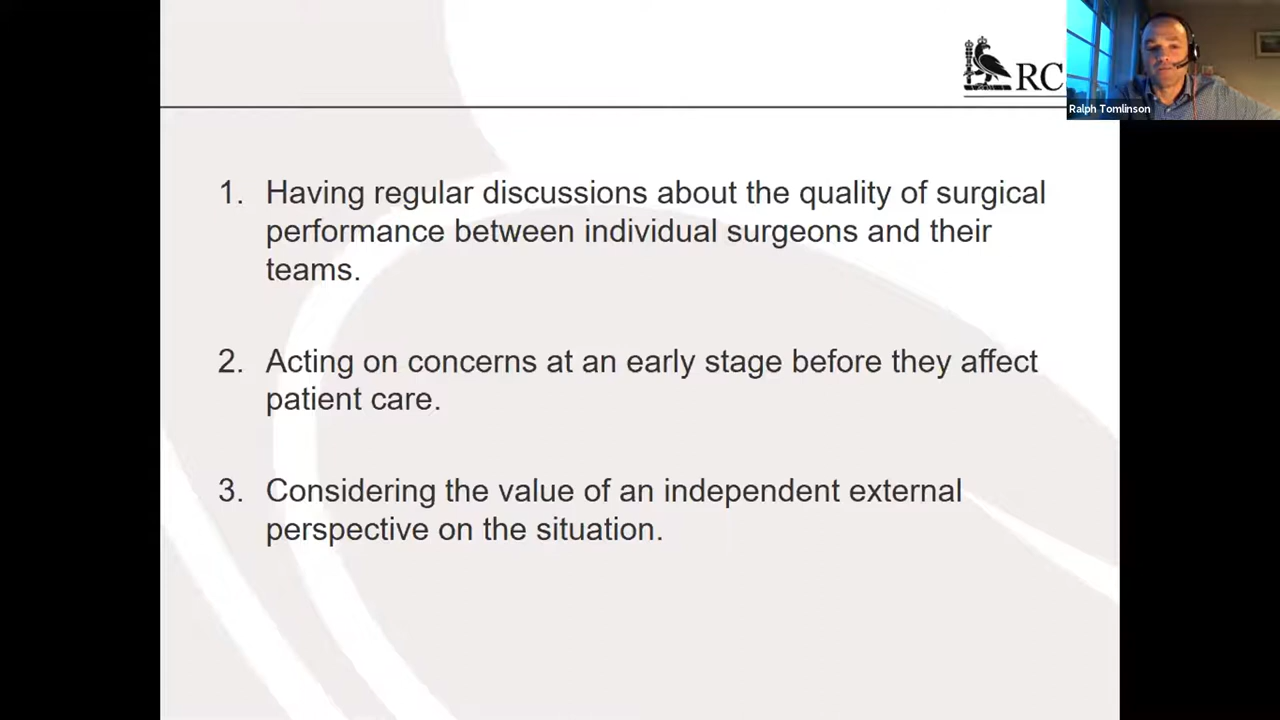 RC
Ralph Tomlinson
1. Having regular discussions about the quality of surgical
performance between individual surgeons and their
teams.
2. Acting on concerns at an early stage before they affect
patient care.
3. Considering the value of an independent external
perspective on the situation.